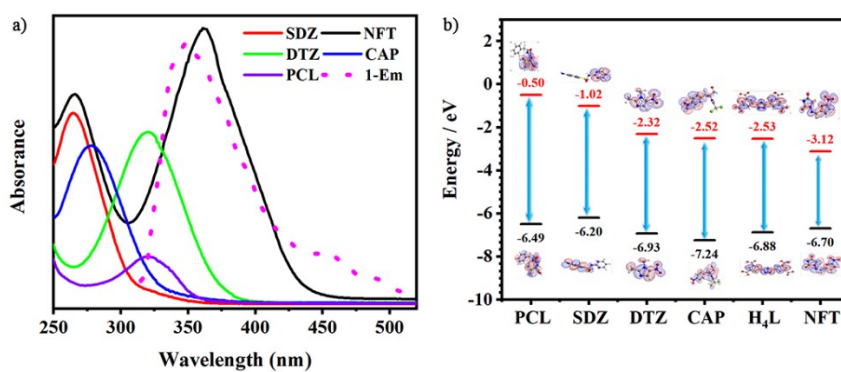 a)
SDZ NFT
DTZ CAP
PCL 1-Em
Absorance
250 300 350 400 450 500
Wavelength (nm)
b)
2
0
-2
-4
-6
-8
-10
Energy / eV
-0.50 -1.02 -2.32 -2.52 -2.53 -3.12
-6.49 -6.20 -6.93 -7.24 -6.88 -6.70
PCL SDZ DTZ CAP H₄L NFT